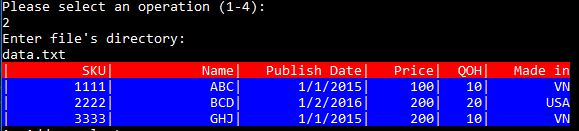 Please select an operation (1-4):
2
Enter file's directory:
data.txt
|         SKU|           Name|   Publish Date|     Price|  QOH|   Made in
|        1111|            ABC|       1/1/2015|       100|   10|        VN
|        2222|            BCD|       1/2/2016|       200|   20|       USA
|        3333|            GHJ|       1/1/2015|       200|   10|        VN